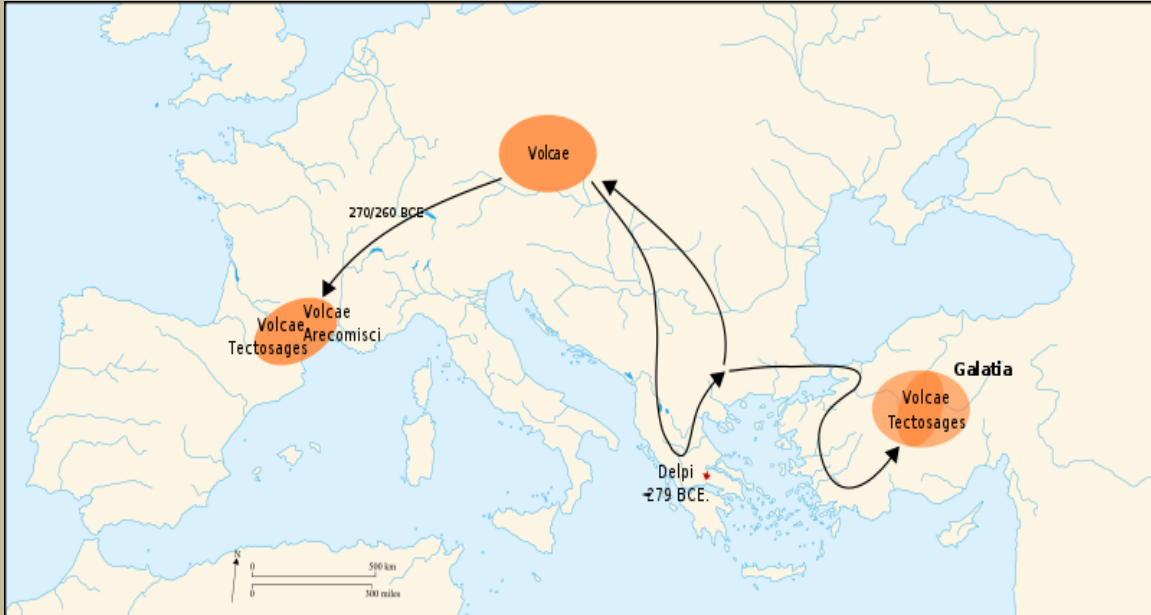 Volcae
270/260 BCE
Volcae
Arecomisci
Volcae
Tectosages
Galatia
Volcae
Tectosages
Delpi
-279 BCE.
N
0
500 km
0
300 miles